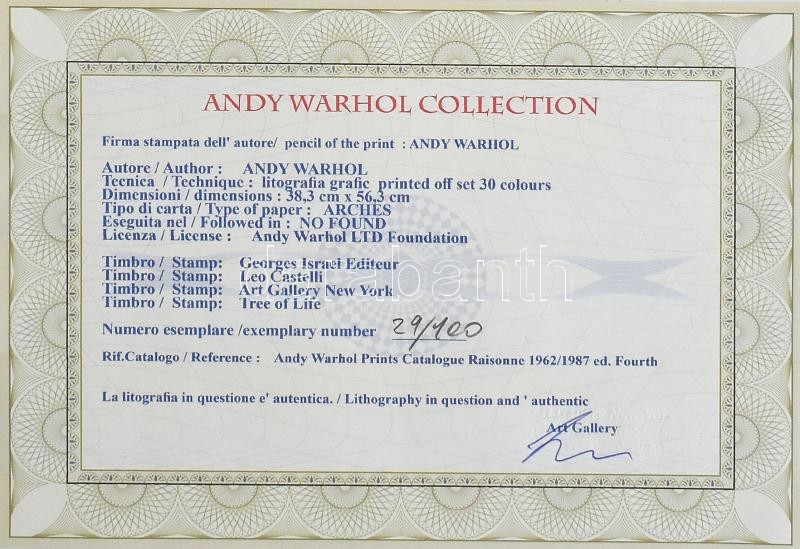 ANDY WARHOL COLLECTION
Firma stampata dell' autore/ pencil of the print : ANDY WARHOL
Autore / Author : ANDY WARHOL
Tecnica / Technique : litografia grafic printed off set 30 colours
Dimensioni / dimensions : 38,3 cm x 56,3 cm
Tipo di carta / Type of paper : ARCHES
Eseguita nel / Followed in : NO FOUND
Licenza / License : Andy Warhol LTD Foundation
Timbro / Stamp: Georges Israel Editeur
Timbro / Stamp: Leo Castelli
Timbro / Stamp: Art Gallery New York
Timbro / Stamp: Tree of Life
Numero esemplare /exemplary number 29/100
Rif.Catalogo / Reference : Andy Warhol Prints Catalogue Raisonne 1962/1987 ed. Fourth
La litografia in questione e' autentica. / Lithography in question and ' authentic
Art Gallery